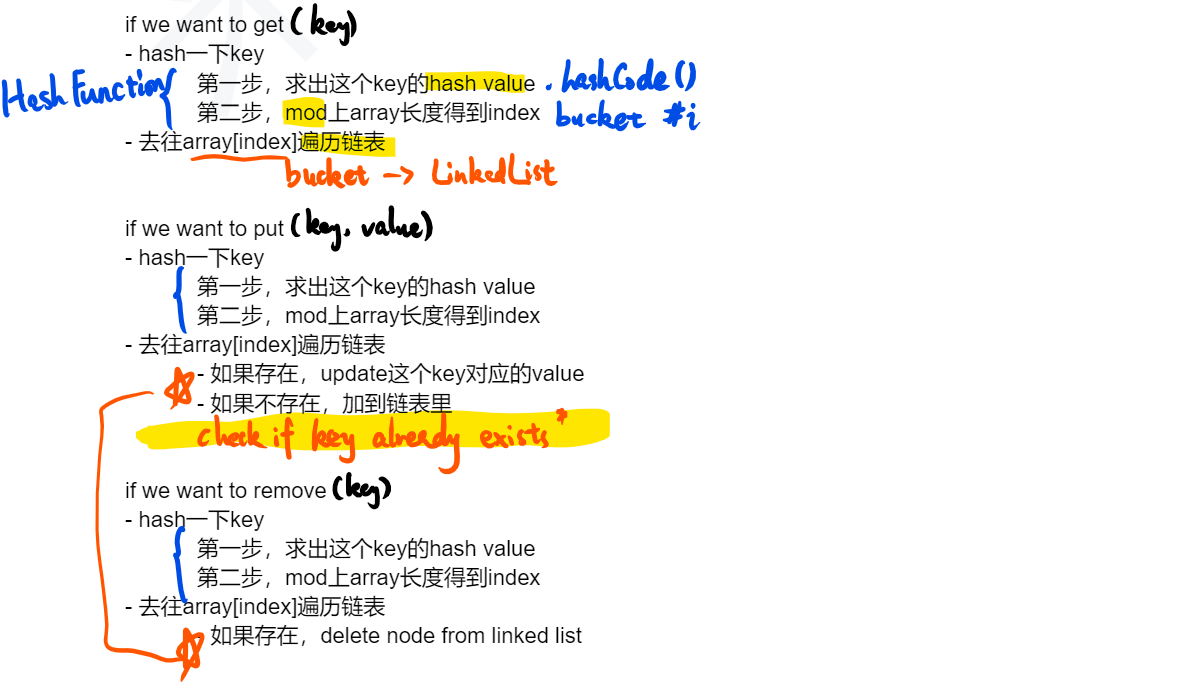 if we want to get (key)
- hash一下key
HashFunction { 第一步，求出这个key的hash value .hashCode()
第二步，mod上array长度得到index bucket #i
- 去往array[index]遍历链表
bucket -> LinkedList
if we want to put (key, value)
- hash一下key
第一步，求出这个key的hash value
第二步，mod上array长度得到index
- 去往array[index]遍历链表
☆ - 如果存在，update这个key对应的value
- 如果不存在，加到链表里
check if key already exists*
if we want to remove (key)
- hash一下key
第一步，求出这个key的hash value
第二步，mod上array长度得到index
- 去往array[index]遍历链表
☆ - 如果存在，delete node from linked list